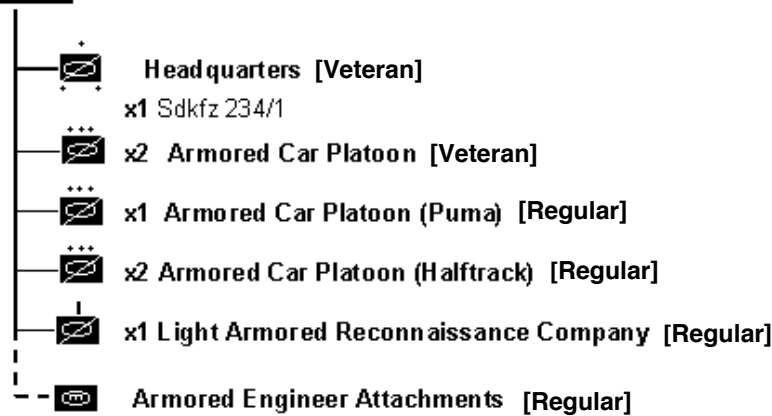 Headquarters [Veteran]
x1 Sdkfz 234/1
x2 Armored Car Platoon [Veteran]
x1 Armored Car Platoon (Puma) [Regular]
x2 Armored Car Platoon (Halftrack) [Regular]
x1 Light Armored Reconnaissance Company [Regular]
Armored Engineer Attachments [Regular]